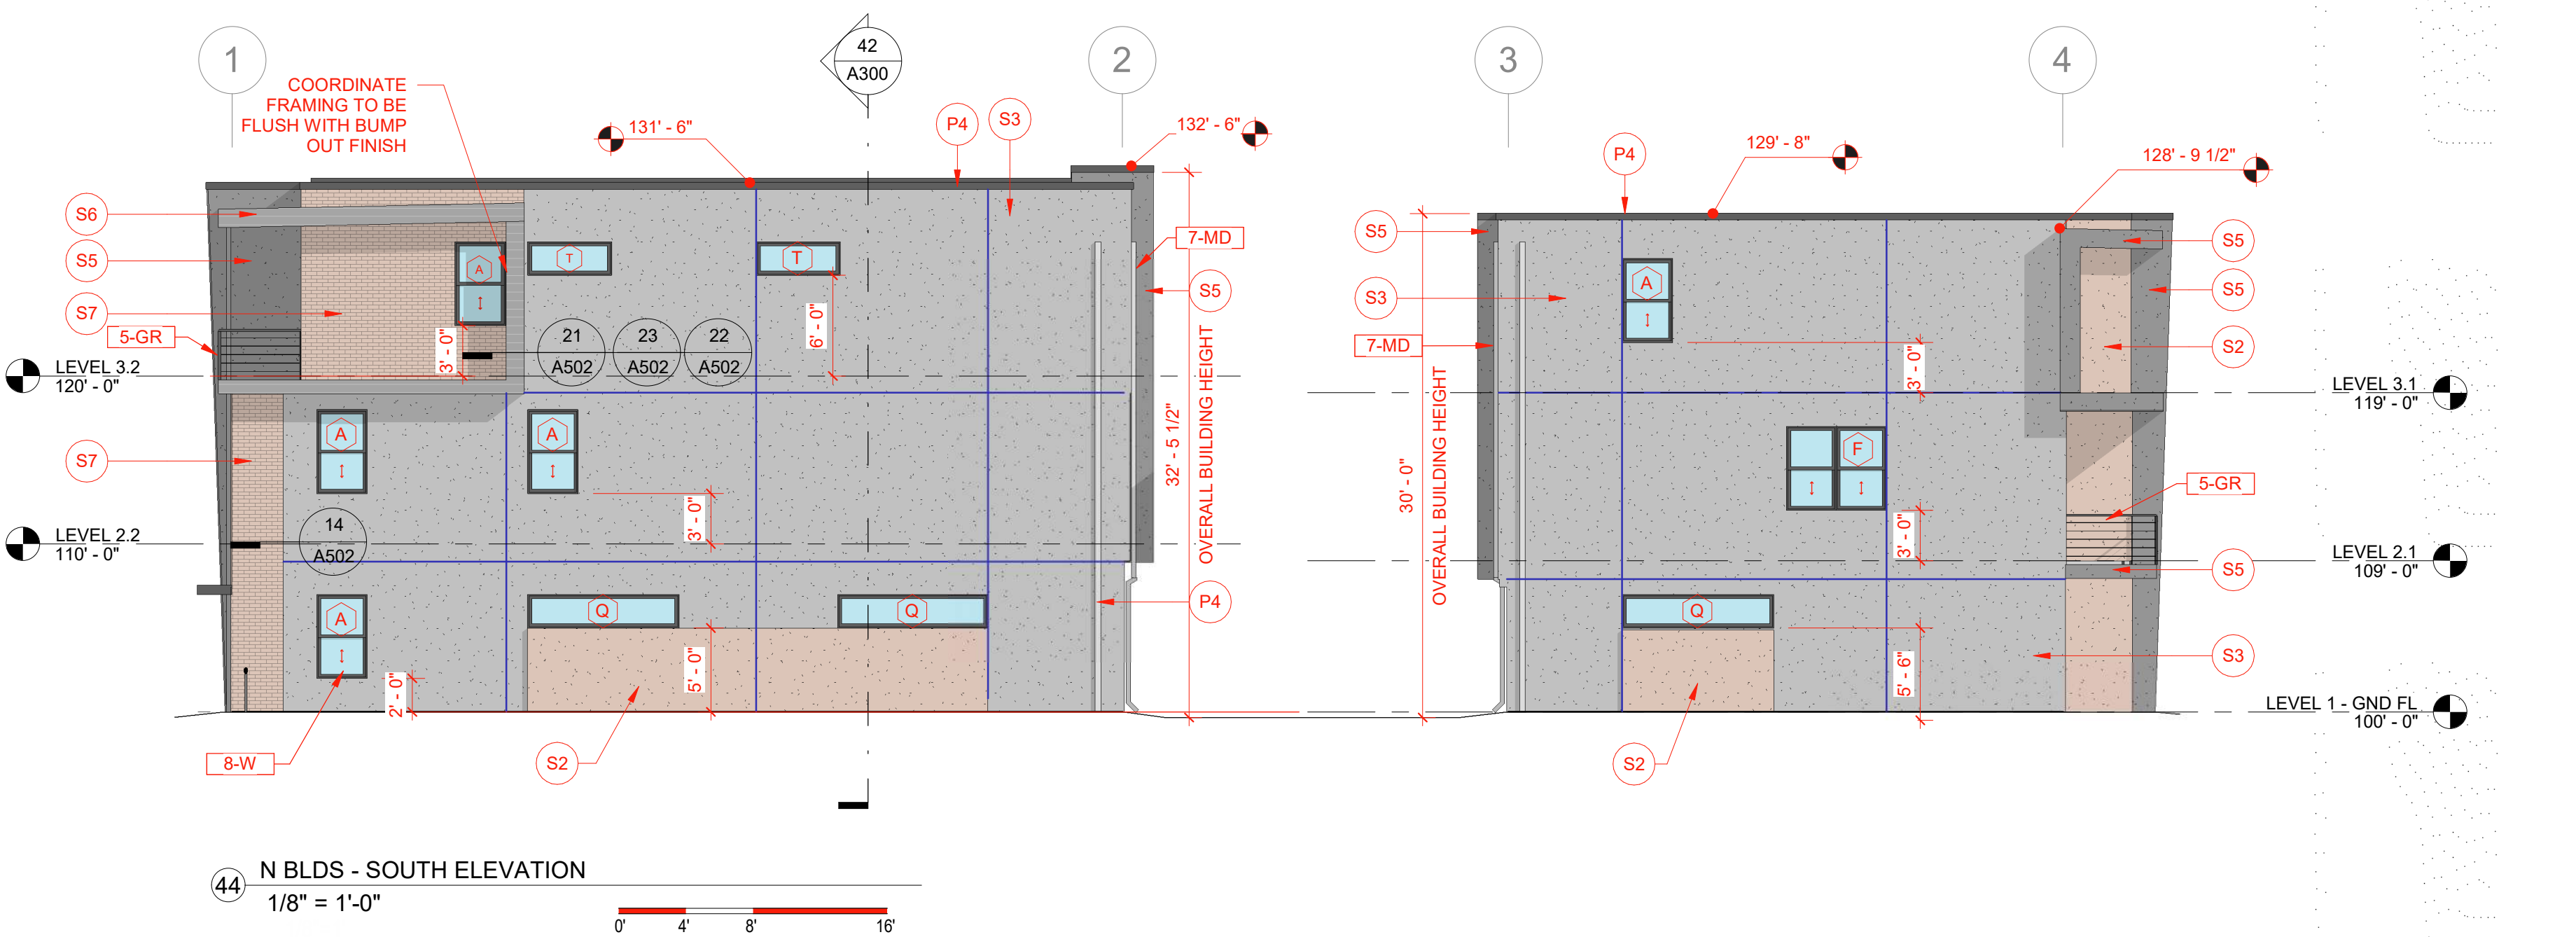 1
42
A300
2
3
4
COORDINATE
FRAMING TO BE
FLUSH WITH BUMP
OUT FINISH
131' - 6"
P4
S3
132' - 6"
P4
129' - 8"
128' - 9 1/2"
S6
S5
S7
5-GR
LEVEL 3.2
120' - 0"
S7
LEVEL 2.2
110' - 0"
A
T
T
3' - 0"
21
A502
23
A502
22
A502
6' - 0"
7-MD
S5
A
A
14
A502
3' - 0"
32' - 5 1/2"
OVERALL BUILDING HEIGHT
P4
A
Q
Q
2' - 0"
5' - 0"
8-W
S2
S5
S3
7-MD
30' - 0"
OVERALL BUILDING HEIGHT
A
3' - 0"
F
3' - 0"
Q
5' - 6"
S2
S5
S5
S2
LEVEL 3.1
119' - 0"
5-GR
LEVEL 2.1
109' - 0"
S5
S3
LEVEL 1 - GND FL
100' - 0"
44
N BLDS - SOUTH ELEVATION
1/8" = 1'-0"
0' 4' 8' 16'